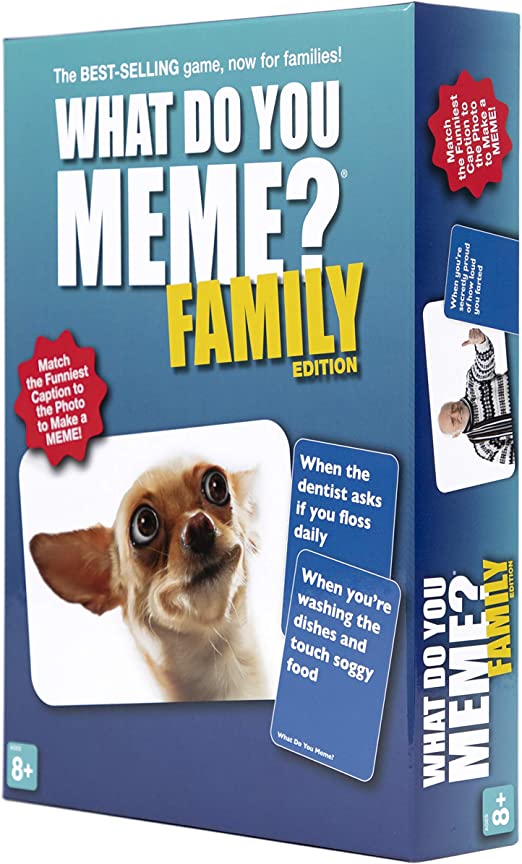 The BEST-SELLING game, now for families!
WHAT DO YOU
MEME?®
FAMILY
EDITION
Match
the Funniest
Caption to
the Photo
to Make a
MEME!
When the
dentist asks
if you floss
daily
When you're
washing the
dishes and
touch soggy
food
What Do You Meme?
AGES
8+
Match
the Funniest
Caption to
the Photo
to Make a
MEME!
When you're
secretly proud
of how loud
you farted
WHAT DO YOU
MEME?®
FAMILY
EDITION
AGES
8+